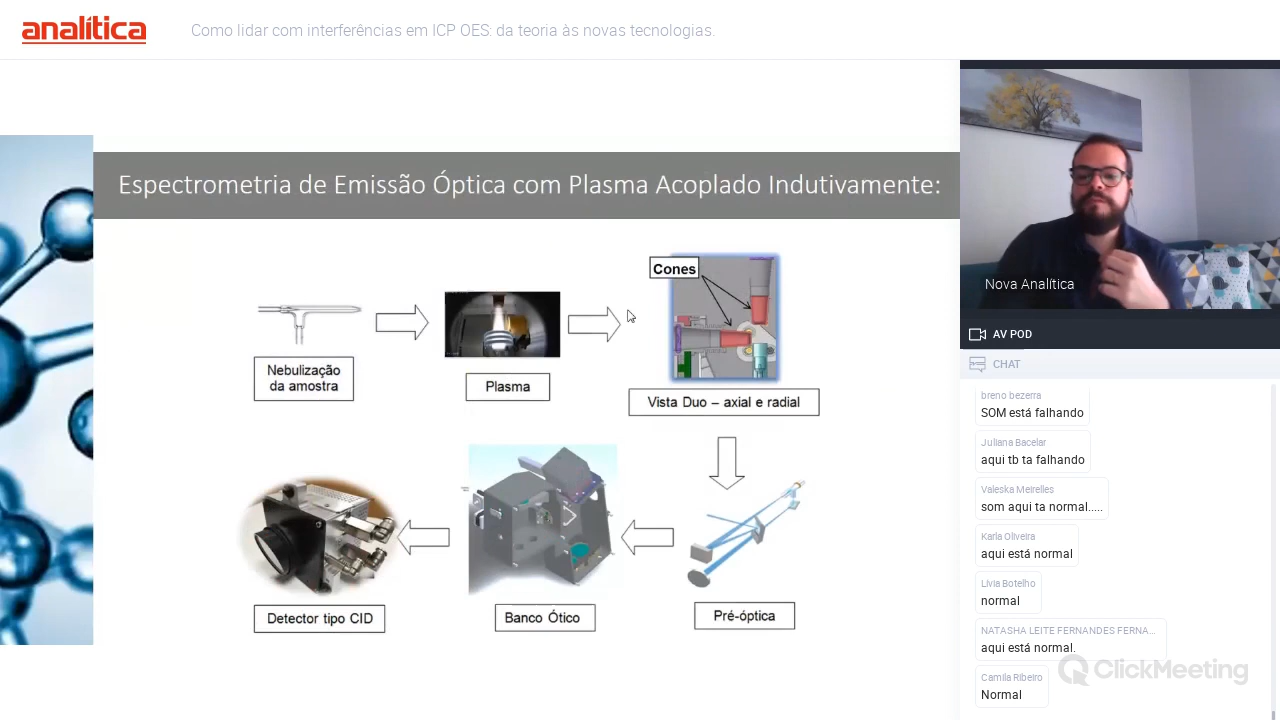 analítica
Como lidar com interferências em ICP OES: da teoria às novas tecnologias.
Espectrometria de Emissão Óptica com Plasma Acoplado Indutivamente:
Cones
Nebulização
da amostra
Plasma
Vista Duo – axial e radial
Detector tipo CID
Banco Ótico
Pré-óptica
Nova Analítica
AV POD
CHAT
breno bezerra
SOM está falhando
Juliana Bacelar
aqui tb ta falhando
Valeska Meirelles
som aqui ta normal.....
Karla Oliveira
aqui está normal
Livia Botelho
normal
NATASHA LEITE FERNANDES FERNA...
aqui está normal.
Camila Ribeiro
Normal
ClickMeeting